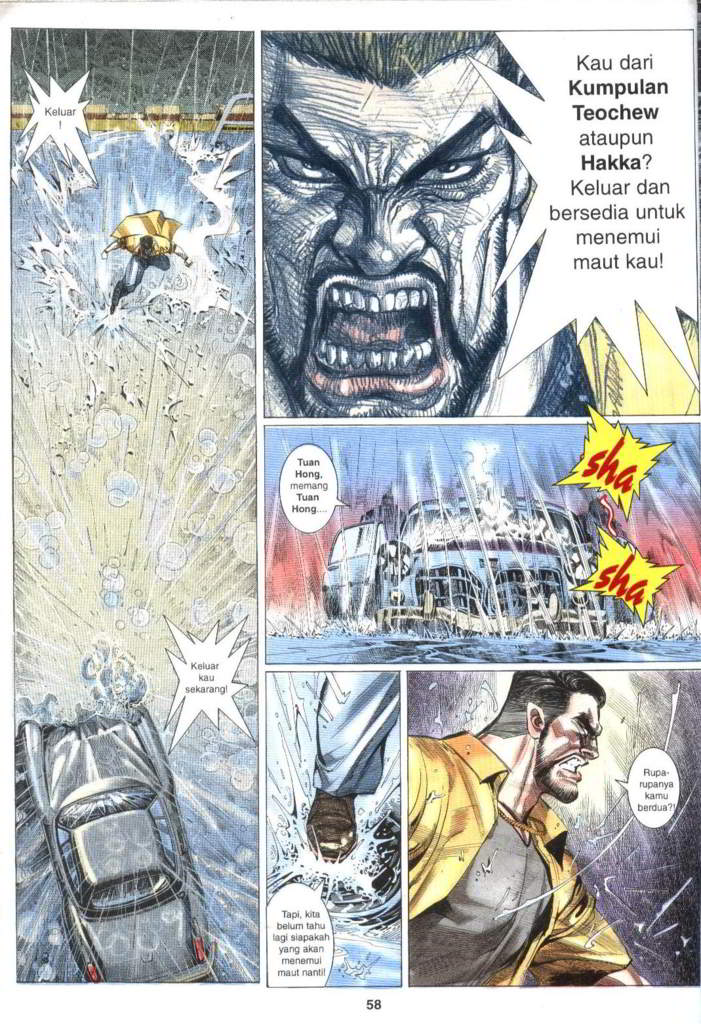 Keluar
!
Keluar
kau
sekarang!
Kau dari
Kumpulan
Teochew
ataupun
Hakka?
Keluar dan
bersedia untuk
menemui
maut kau!
Tuan
Hong,
memang
Tuan
Hong....
sha
sha
Tapi, kita
belum tahu
lagi siapakah
yang akan
menemui
maut nanti!
Rupa-
rupanya
kamu
berdua?!
58